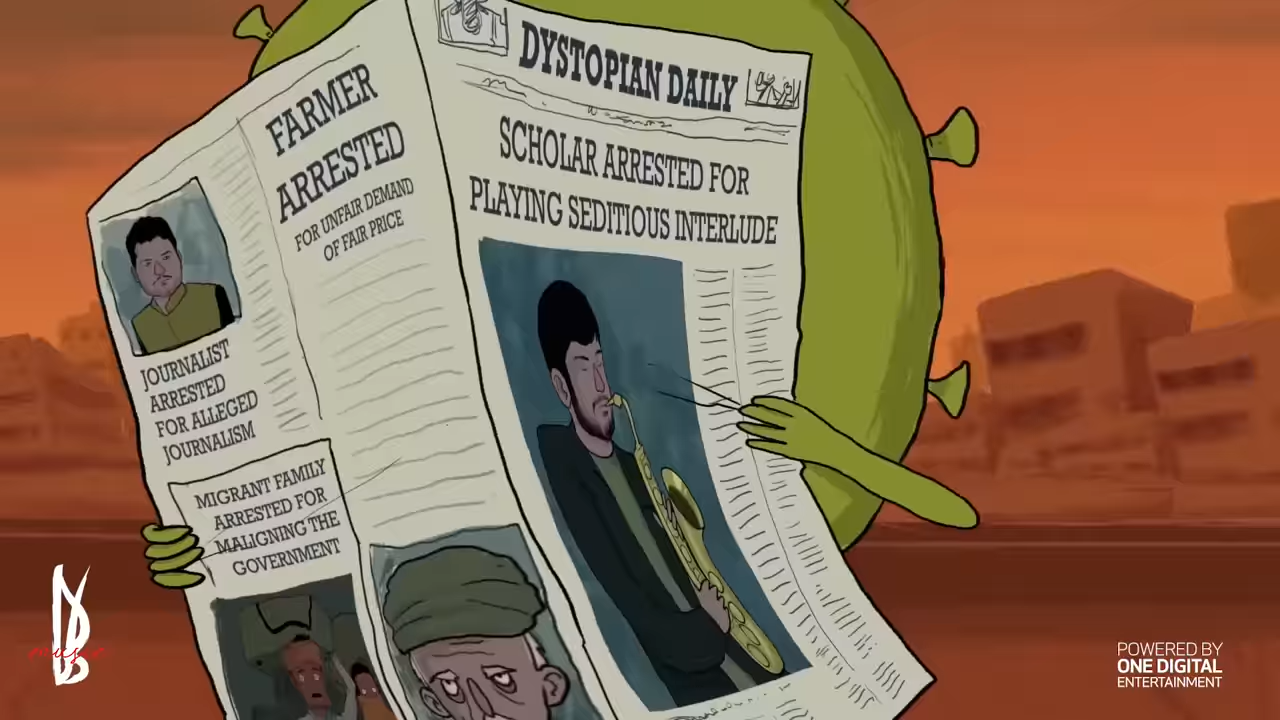 DYSTOPIAN DAILY
SCHOLAR ARRESTED FOR
PLAYING SEDITIOUS INTERLUDE
FARMER
ARRESTED
FOR UNFAIR DEMAND
OF FAIR PRICE
JOURNALIST
ARRESTED
FOR ALLEGED
JOURNALISM
MIGRANT FAMILY
ARRESTED FOR
MALIGNING THE
GOVERNMENT
music
POWERED BY
ONE DIGITAL
ENTERTAINMENT